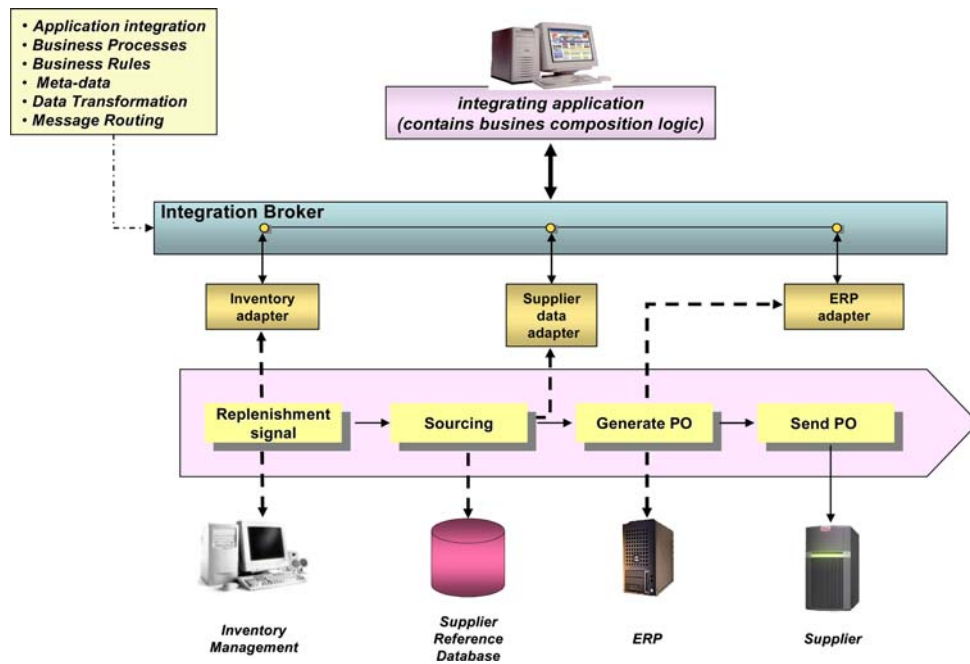 • Application integration
• Business Processes
• Business Rules
• Meta-data
• Data Transformation
• Message Routing
integrating application
(contains busines composition logic)
Integration Broker
Inventory
adapter
Supplier
data
adapter
ERP
adapter
Replenishment
signal
Sourcing
Generate PO
Send PO
Inventory
Management
Supplier
Reference
Database
ERP
Supplier